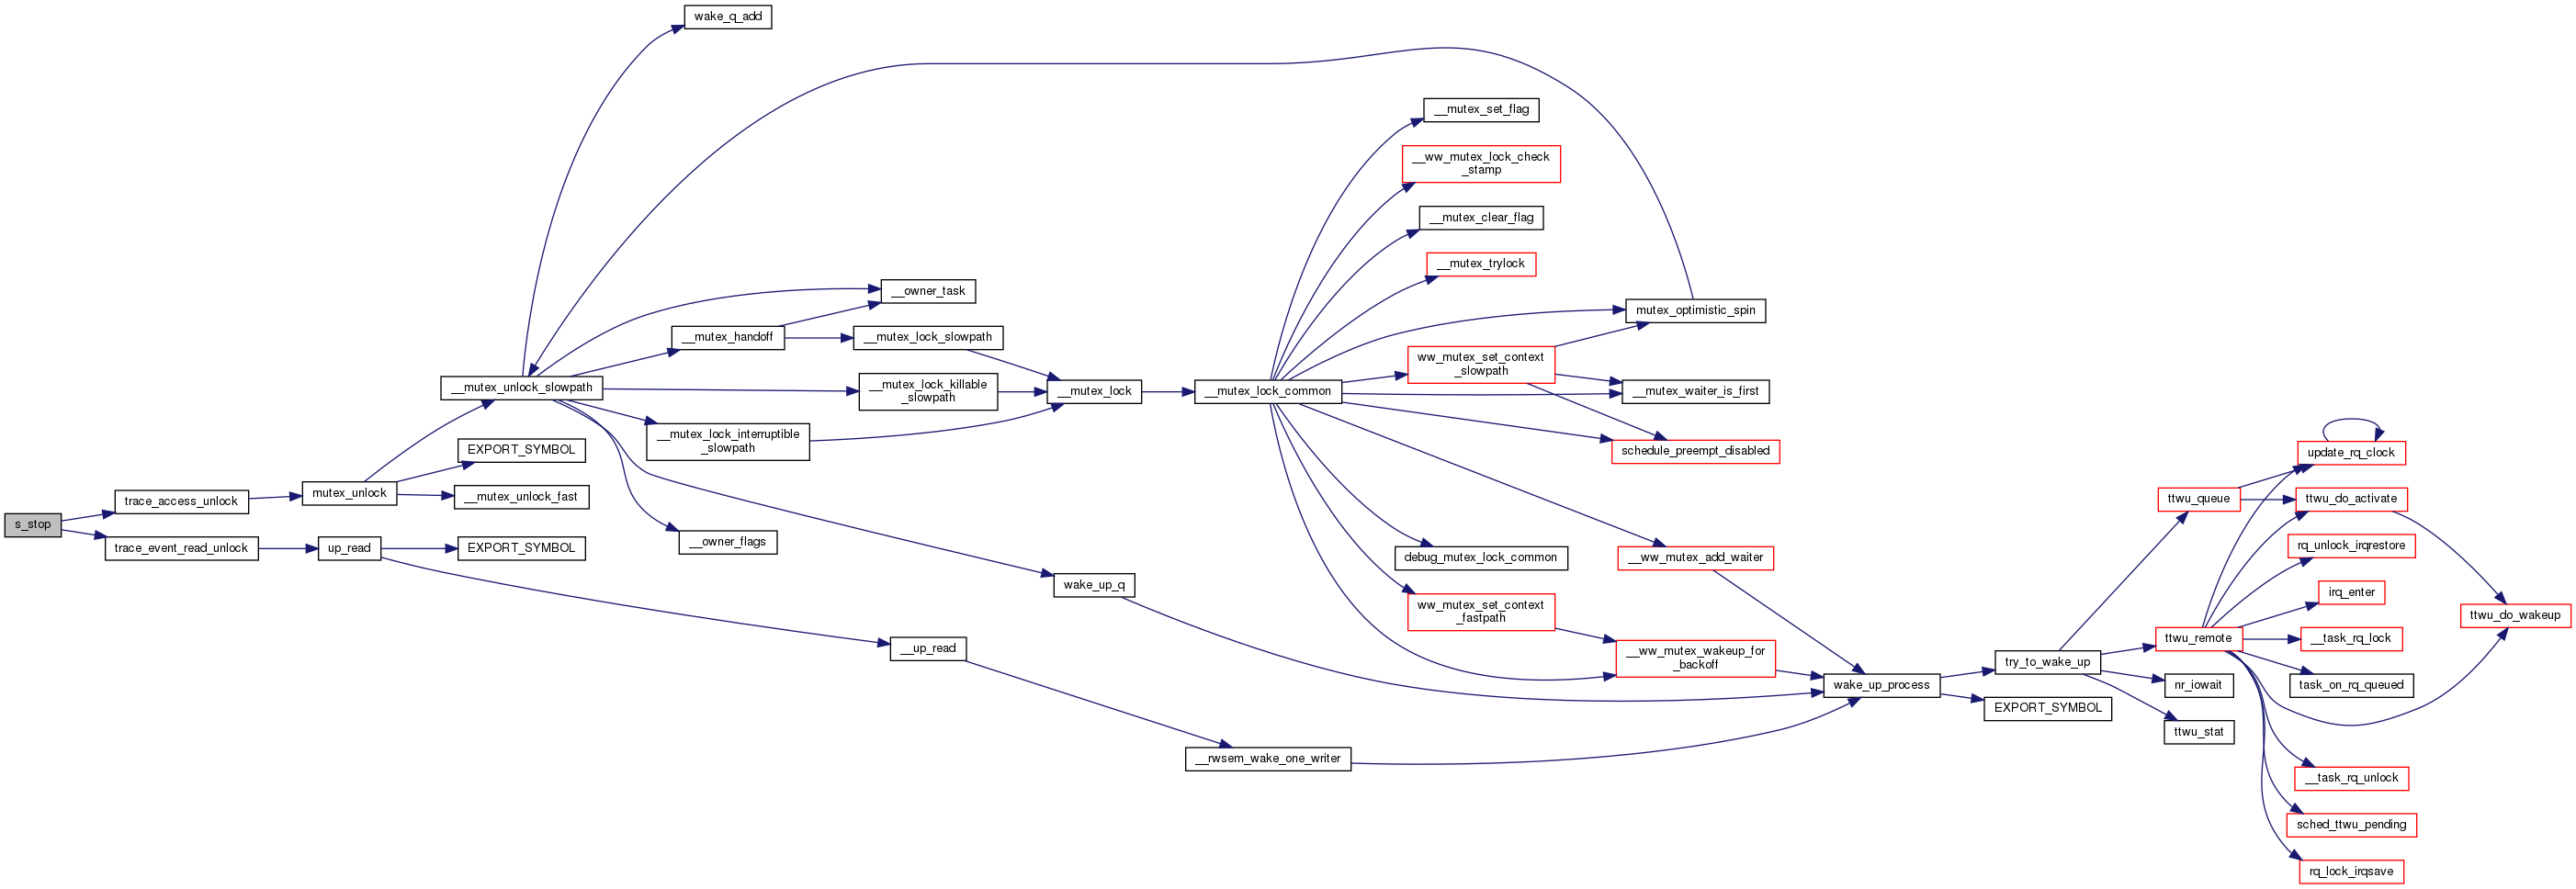 wake_q_add
__mutex_set_flag
__ww_mutex_lock_check
_stamp
__mutex_clear_flag
__mutex_trylock
__owner_task
mutex_optimistic_spin
__mutex_handoff
__mutex_lock_slowpath
ww_mutex_set_context
_slowpath
__mutex_unlock_slowpath
__mutex_lock_killable
_slowpath
__mutex_lock
__mutex_lock_common
__mutex_waiter_is_first
__mutex_lock_interruptible
_slowpath
EXPORT_SYMBOL
schedule_preempt_disabled
update_rq_clock
mutex_unlock
trace_access_unlock
__mutex_unlock_fast
ttwu_queue
ttwu_do_activate
s_stop
trace_event_read_unlock
up_read
EXPORT_SYMBOL
__owner_flags
debug_mutex_lock_common
__ww_mutex_add_waiter
rq_unlock_irqrestore
wake_up_q
irq_enter
ww_mutex_set_context
_fastpath
ttwu_do_wakeup
__up_read
__ww_mutex_wakeup_for
_backoff
ttwu_remote
__task_rq_lock
try_to_wake_up
wake_up_process
nr_iowait
task_on_rq_queued
EXPORT_SYMBOL
ttwu_stat
__rwsem_wake_one_writer
__task_rq_unlock
sched_ttwu_pending
rq_lock_irqsave